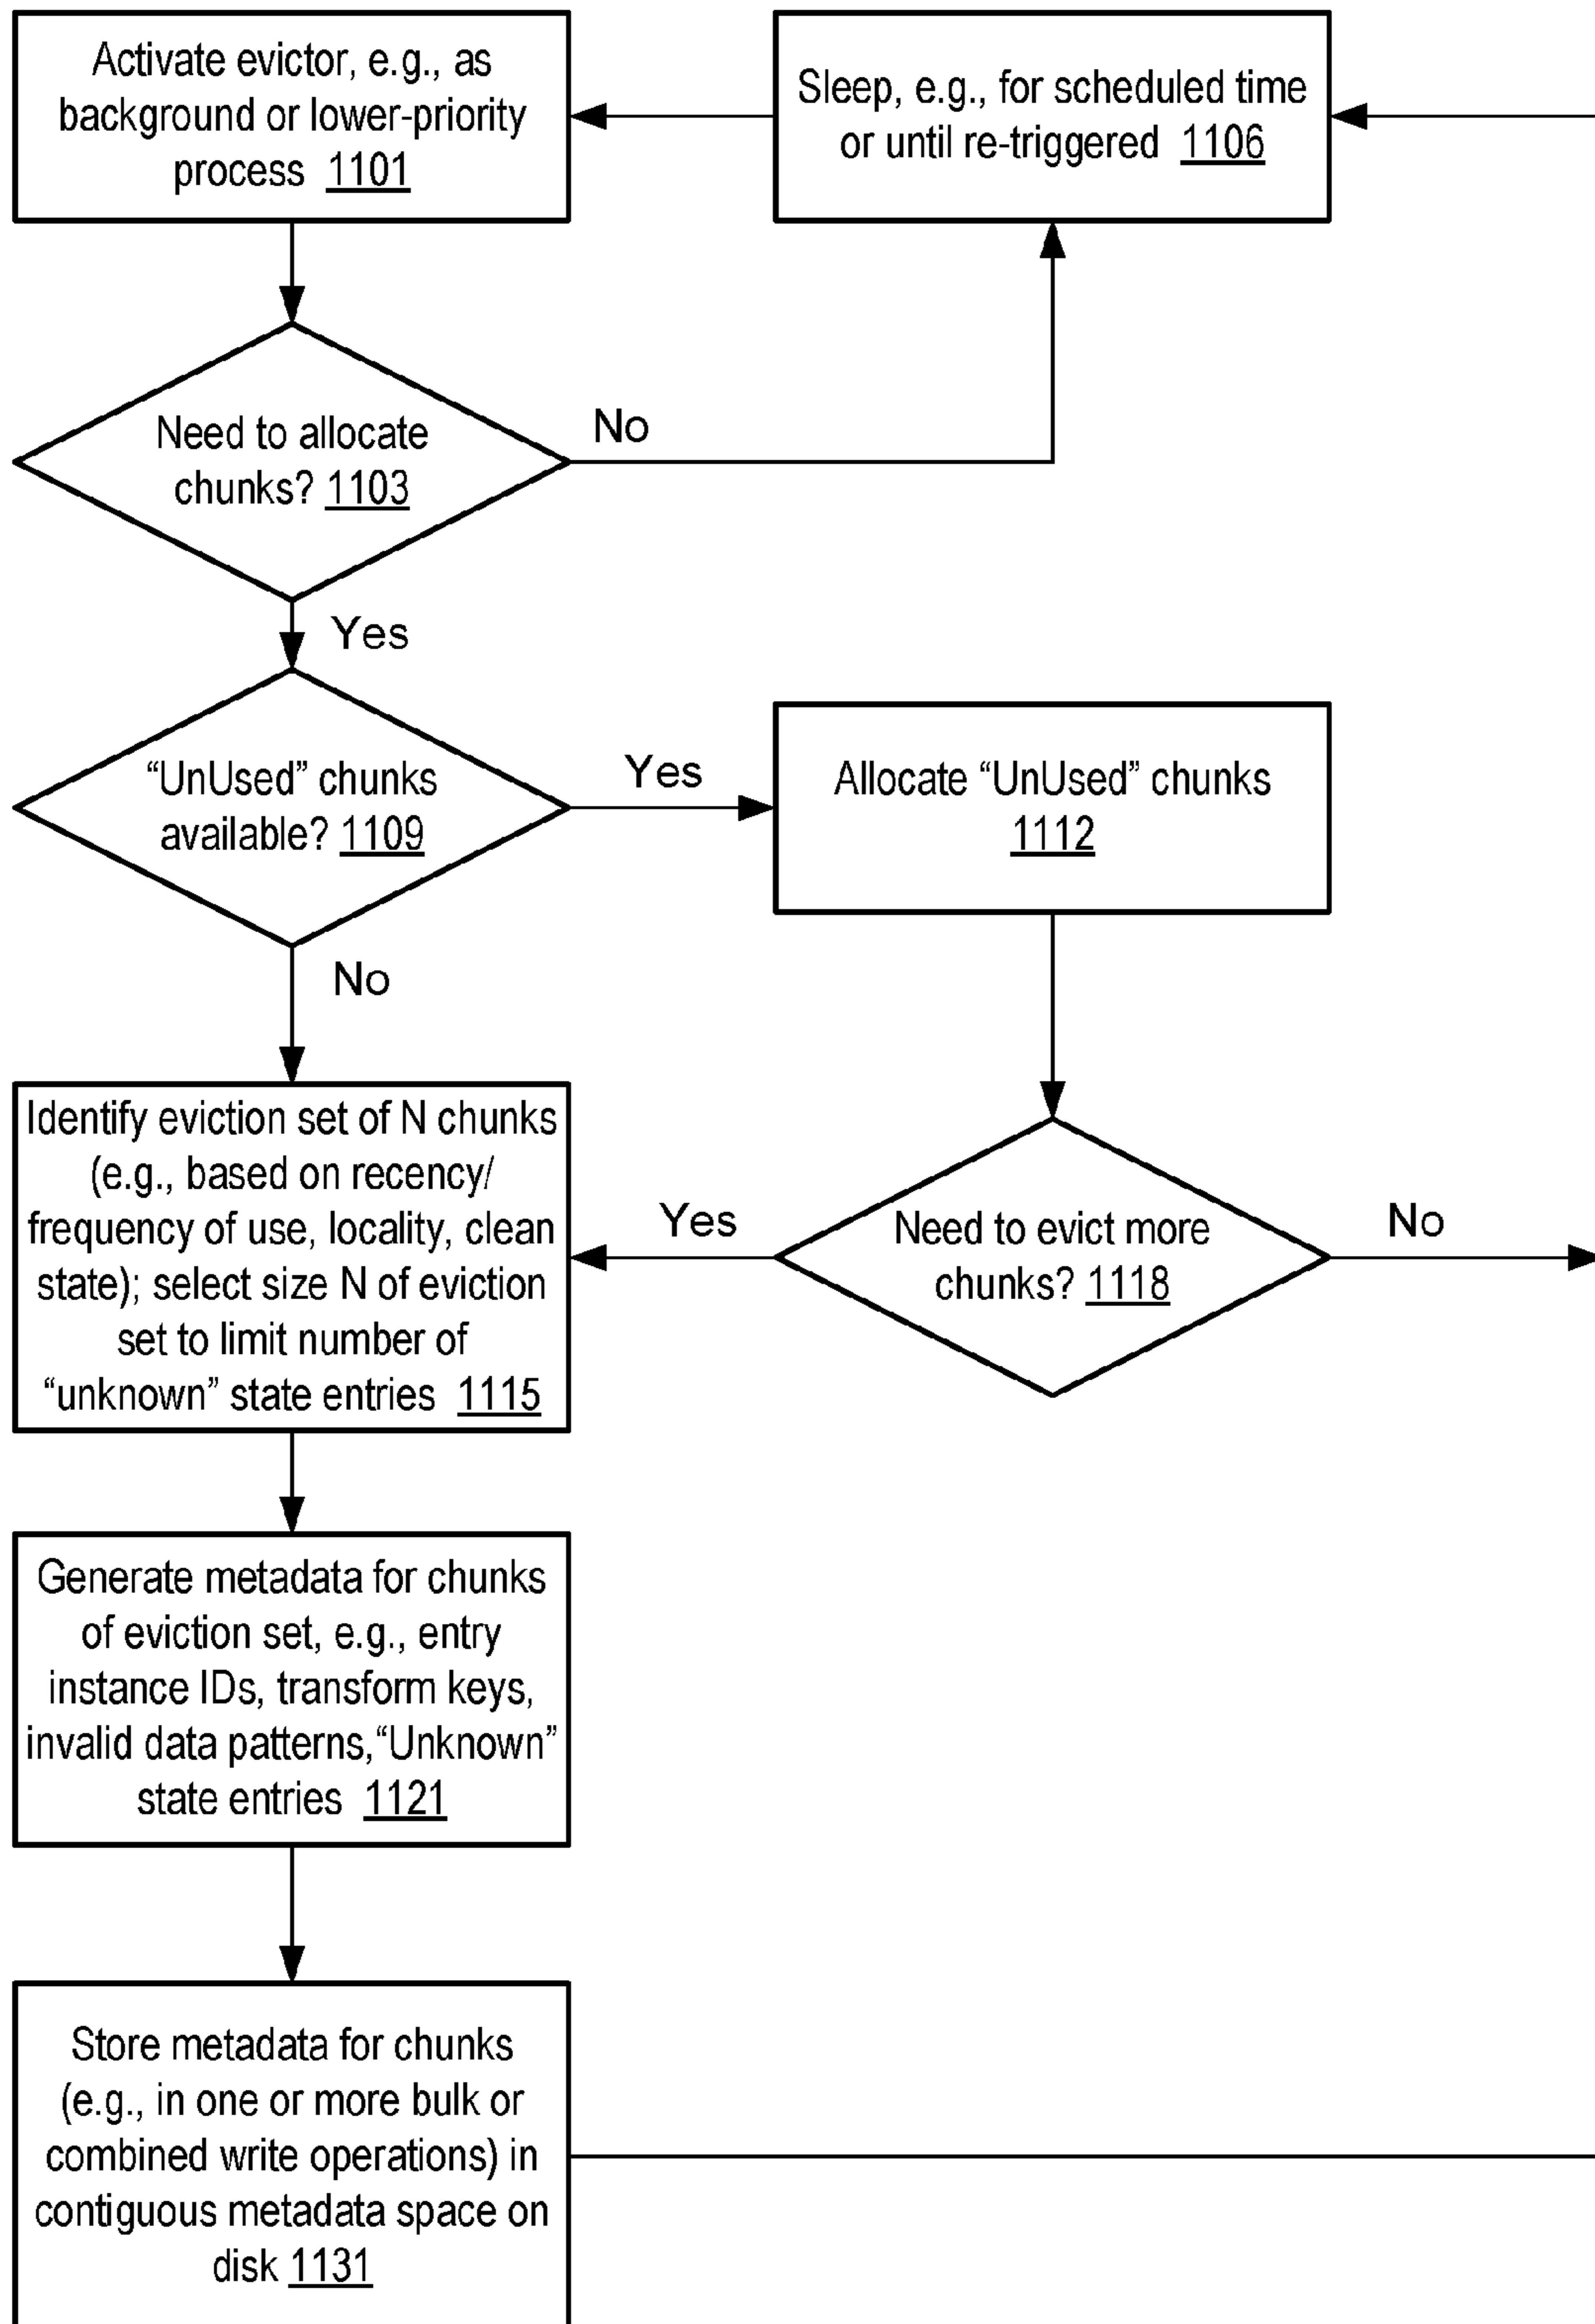 Activate evictor, e.g., as
background or lower-priority
process 1101
Sleep, e.g., for scheduled time
or until re-triggered 1106
Need to allocate
chunks? 1103
No
Yes
“UnUsed” chunks
available? 1109
Yes
Allocate “UnUsed” chunks
1112
No
Identify eviction set of N chunks
(e.g., based on recency/
frequency of use, locality, clean
state); select size N of eviction
set to limit number of
“unknown” state entries 1115
Yes
Need to evict more
chunks? 1118
No
Generate metadata for chunks
of eviction set, e.g., entry
instance IDs, transform keys,
invalid data patterns,“Unknown”
state entries 1121
Store metadata for chunks
(e.g., in one or more bulk or
combined write operations) in
contiguous metadata space on
disk 1131